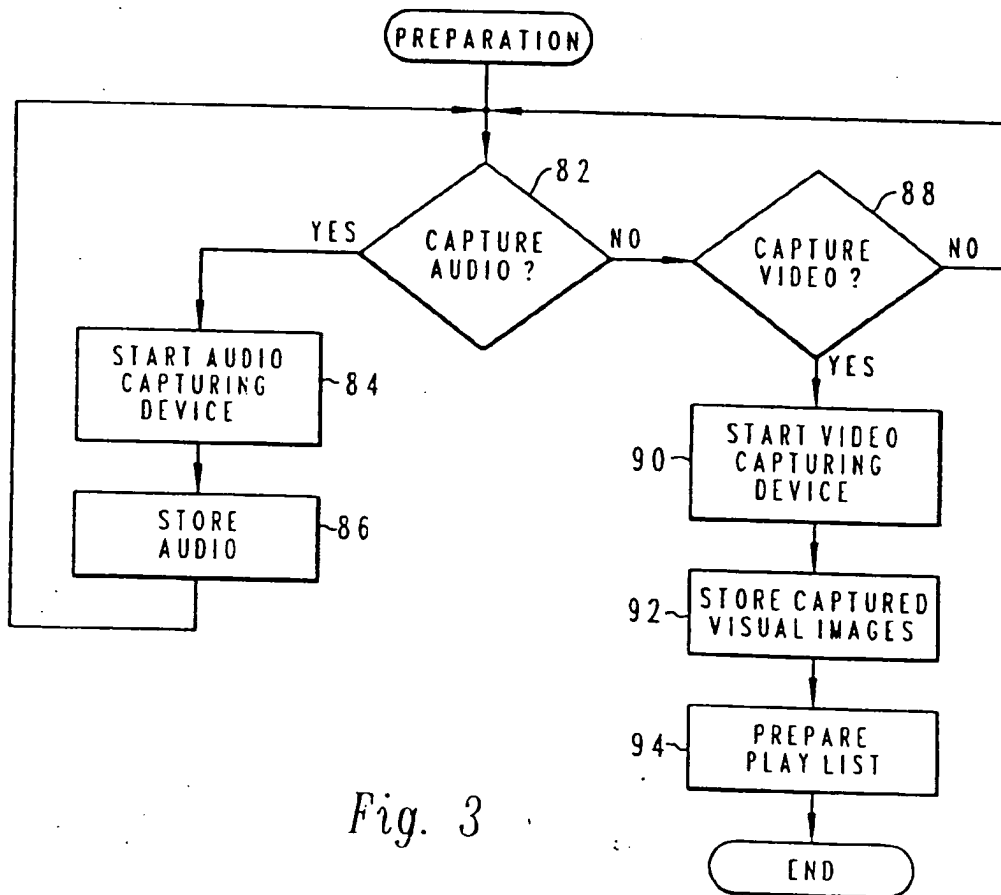 PREPARATION
82
88
YES
CAPTURE
AUDIO?
NO
CAPTURE
VIDEO?
NO
YES
START AUDIO
CAPTURING
DEVICE
84
90
START VIDEO
CAPTURING
DEVICE
STORE
AUDIO
86
92
STORE CAPTURED
VISUAL IMAGES
94
PREPARE
PLAY LIST
Fig. 3
END